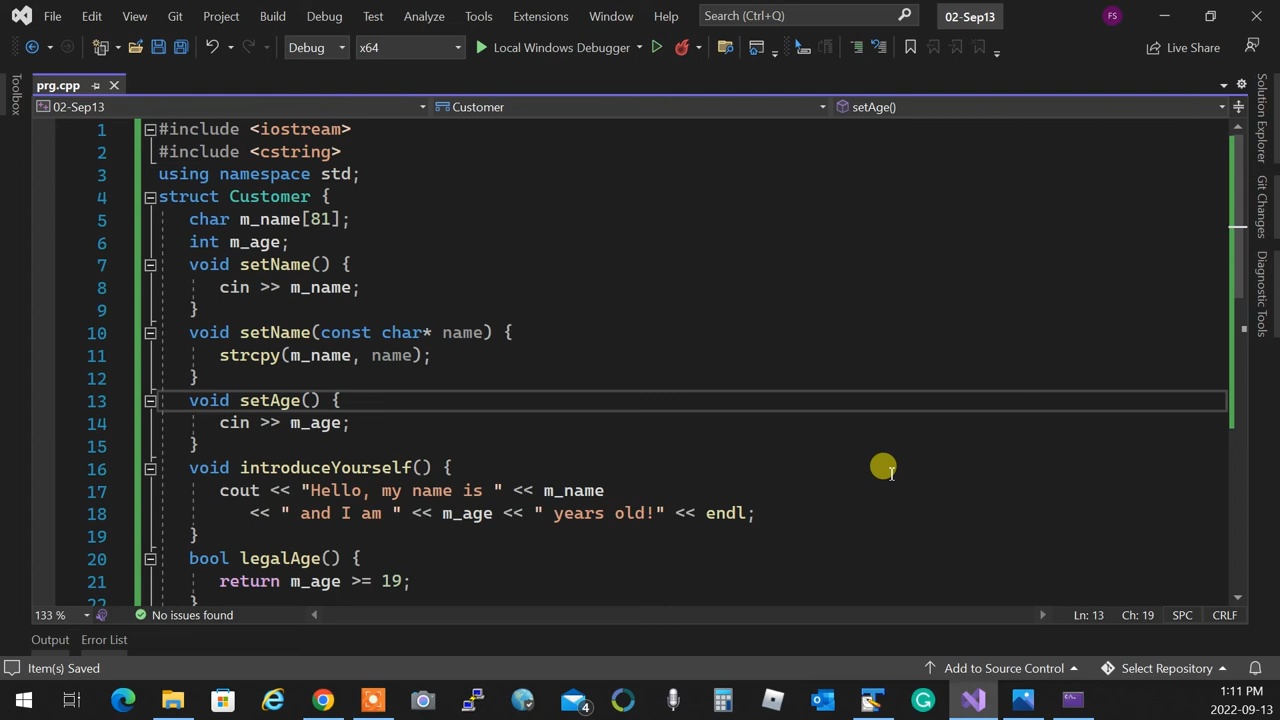 File Edit View Git Project Build Debug Test Analyze Tools Extensions Window Help Search (Ctrl+Q) 02-Sep13 FS
Debug x64 Local Windows Debugger Live Share
prg.cpp
02-Sep13 Customer setAge()
1 #include <iostream>
2 #include <cstring>
3 using namespace std;
4 struct Customer {
5 char m_name[81];
6 int m_age;
7 void setName() {
8 cin >> m_name;
9 }
10 void setName(const char* name) {
11 strcpy(m_name, name);
12 }
13 void setAge() {
14 cin >> m_age;
15 }
16 void introduceYourself() {
17 cout << "Hello, my name is " << m_name
18 << " and I am " << m_age << " years old!" << endl;
19 }
20 bool legalAge() {
21 return m_age >= 19;
22 }
133 % No issues found Ln: 13 Ch: 19 SPC CRLF
Output Error List
Item(s) Saved Add to Source Control Select Repository
4
1:11 PM
2022-09-13
Toolbox
Solution Explorer
Git Changes
Diagnostic Tools